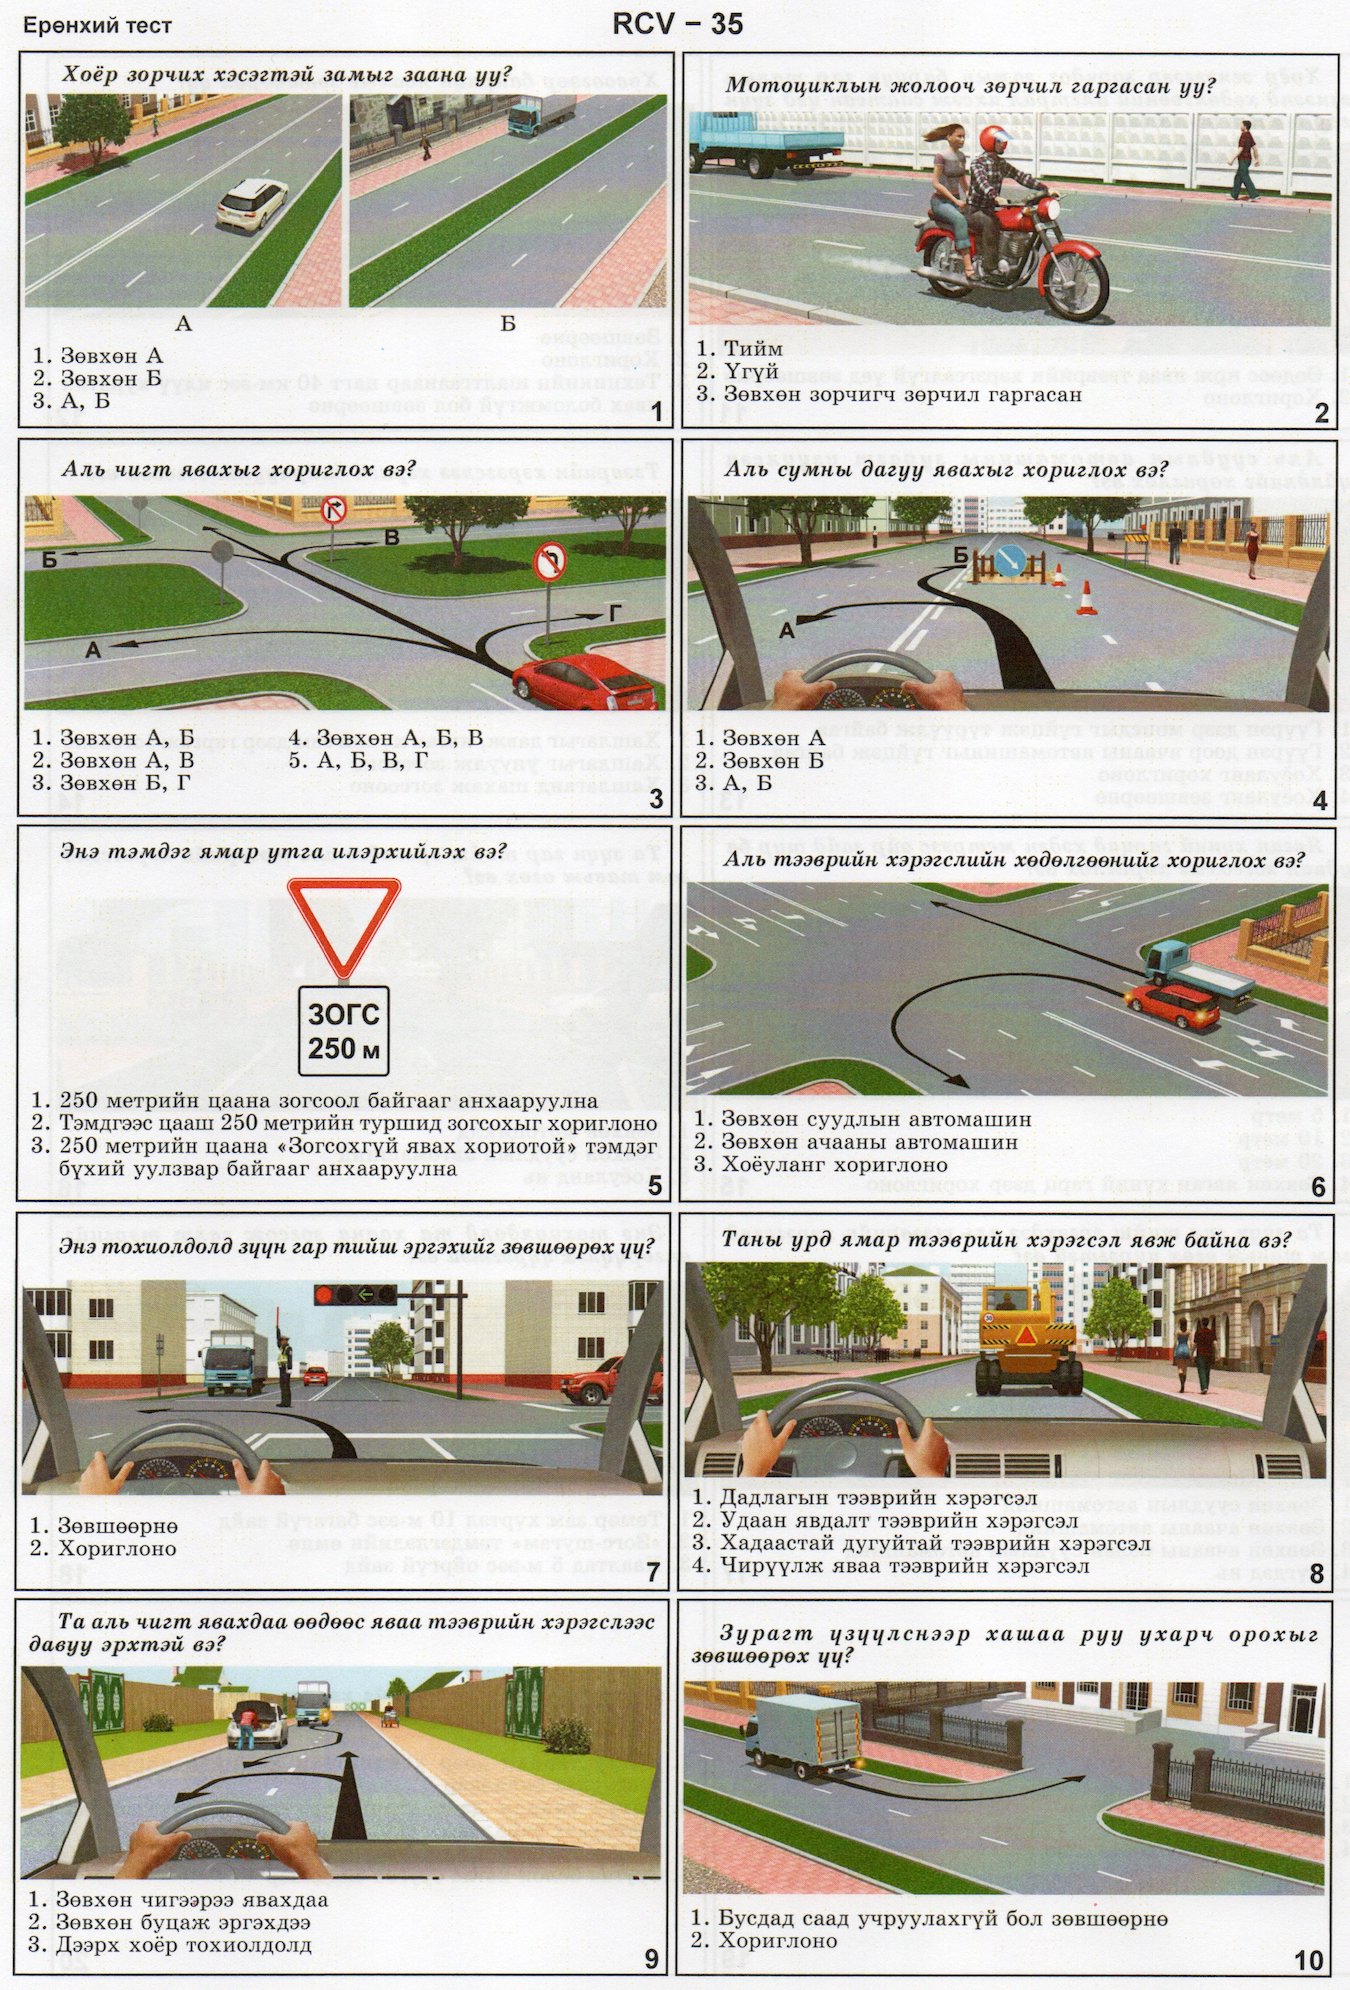 Ерөнхий тест
RCV – 35
Хоёр зорчих хэсэгтэй замыг заана уу?
А
Б
1. Зөвхөн А
2. Зөвхөн Б
3. А, Б
1
Мотоциклын жолооч зөрчил гаргасан уу?
1. Тийм
2. Үгүй
3. Зөвхөн зорчигч зөрчил гаргасан
2
Аль чигт явахыг хориглох вэ?
Б
В
А
Г
1. Зөвхөн А, Б
2. Зөвхөн А, В
3. Зөвхөн Б, Г
4. Зөвхөн А, Б, В
5. А, Б, В, Г
3
Аль сумны дагуу явахыг хориглох вэ?
Б
А
1. Зөвхөн А
2. Зөвхөн Б
3. А, Б
4
Энэ тэмдэг ямар утга илэрхийлэх вэ?
ЗОГС
250 м
1. 250 метрийн цаана зогсоол байгааг анхааруулна
2. Тэмдгээс цааш 250 метрийн туршид зогсохыг хориглоно
3. 250 метрийн цаана «Зогсохгүй явах хориотой» тэмдэг
бүхий уулзвар байгааг анхааруулна
5
Аль тээврийн хэрэгслийн хөдөлгөөнийг хориглох вэ?
1. Зөвхөн суудлын автомашин
2. Зөвхөн ачааны автомашин
3. Хоёуланг хориглоно
6
Энэ тохиолдолд зүүн гар тийш эргэхийг зөвшөөрөх үү?
1. Зөвшөөрнө
2. Хориглоно
7
Таны урд ямар тээврийн хэрэгсэл явж байна вэ?
1. Дадлагын тээврийн хэрэгсэл
2. Удаан явдалт тээврийн хэрэгсэл
3. Хадаастай дугуйтай тээврийн хэрэгсэл
4. Чирүүлж яваа тээврийн хэрэгсэл
8
Та аль чигт явахдаа өөдөөс яваа тээврийн хэрэгслээс
давуу эрхтэй вэ?
1. Зөвхөн чигээрээ явахдаа
2. Зөвхөн буцаж эргэхдээ
3. Дээрх хоёр тохиолдолд
9
Зурагт үзүүлснээр хашаа руу ухарч орохыг
зөвшөөрөх үү?
1. Бусдад саад учруулахгүй бол зөвшөөрнө
2. Хориглоно
10